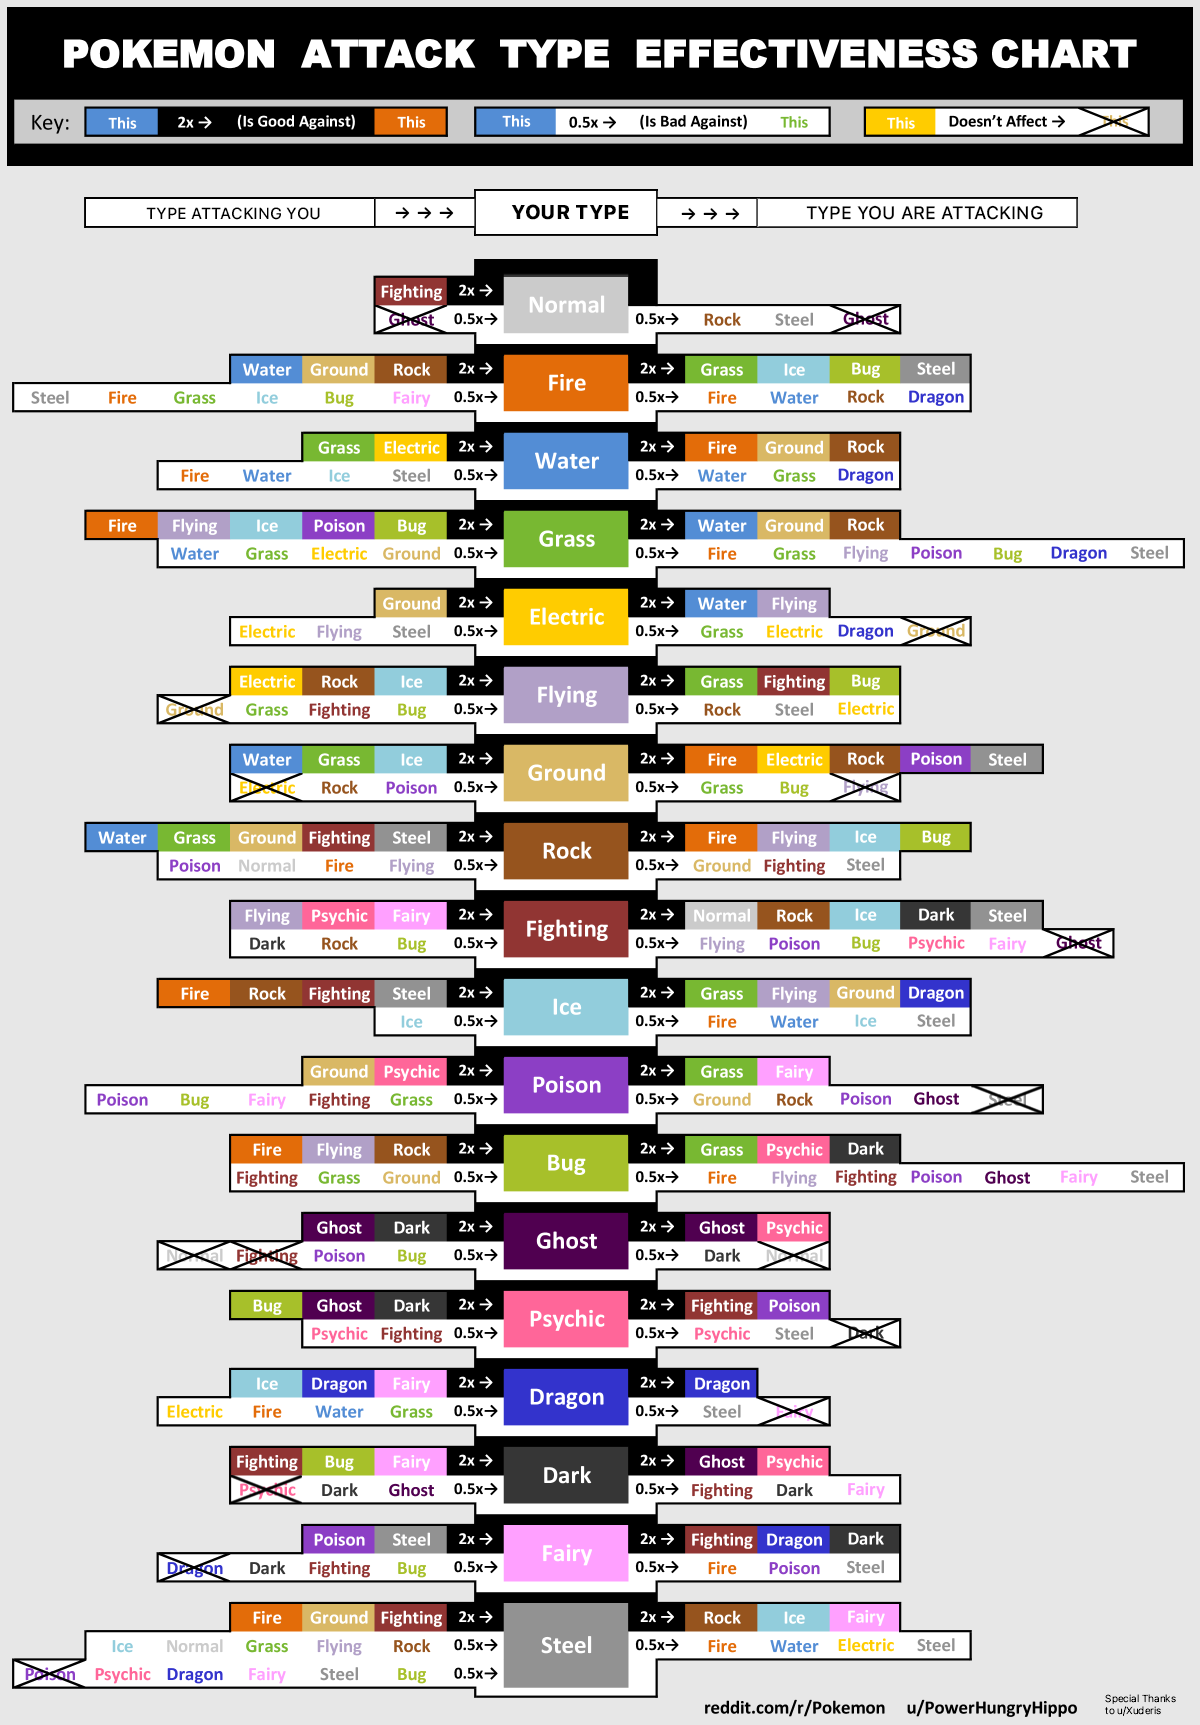 POKEMON ATTACK TYPE EFFECTIVENESS CHART
Key: This 2x → (Is Good Against) This This 0.5x → (Is Bad Against) This This Doesn't Affect → This
TYPE ATTACKING YOU → → → YOUR TYPE → → → TYPE YOU ARE ATTACKING
Fighting 2x →
Normal
Ghost 0.5x→ 0.5x→ Rock Steel Ghost
Water Ground Rock 2x → 2x → Grass Ice Bug Steel
Fire
Steel Fire Grass Ice Bug Fairy 0.5x→ 0.5x→ Fire Water Rock Dragon
Grass Electric 2x → 2x → Fire Ground Rock
Water
Fire Water Ice Steel 0.5x→ 0.5x→ Water Grass Dragon
Fire Flying Ice Poison Bug 2x → 2x → Water Ground Rock
Grass
Water Grass Electric Ground 0.5x→ 0.5x→ Fire Grass Flying Poison Bug Dragon Steel
Ground 2x → 2x → Water Flying
Electric
Electric Flying Steel 0.5x→ 0.5x→ Grass Electric Dragon Ground
Electric Rock Ice 2x → 2x → Grass Fighting Bug
Flying
Ground Grass Fighting Bug 0.5x→ 0.5x→ Rock Steel Electric
Water Grass Ice 2x → 2x → Fire Electric Rock Poison Steel
Ground
Electric Rock Poison 0.5x→ 0.5x→ Grass Bug Flying
Water Grass Ground Fighting Steel 2x → 2x → Fire Flying Ice Bug
Rock
Poison Normal Fire Flying 0.5x→ 0.5x→ Ground Fighting Steel
Flying Psychic Fairy 2x → 2x → Normal Rock Ice Dark Steel
Fighting
Dark Rock Bug 0.5x→ 0.5x→ Flying Poison Bug Psychic Fairy Ghost
Fire Rock Fighting Steel 2x → 2x → Grass Flying Ground Dragon
Ice
Ice 0.5x→ 0.5x→ Fire Water Ice Steel
Ground Psychic 2x → 2x → Grass Fairy
Poison
Poison Bug Fairy Fighting Grass 0.5x→ 0.5x→ Ground Rock Poison Ghost Steel
Fire Flying Rock 2x → 2x → Grass Psychic Dark
Bug
Fighting Grass Ground 0.5x→ 0.5x→ Fire Flying Fighting Poison Ghost Fairy Steel
Ghost Dark 2x → 2x → Ghost Psychic
Ghost
Normal Fighting Poison Bug 0.5x→ 0.5x→ Dark Normal
Bug Ghost Dark 2x → 2x → Fighting Poison
Psychic
Psychic Fighting 0.5x→ 0.5x→ Psychic Steel Dark
Ice Dragon Fairy 2x → 2x → Dragon
Dragon
Electric Fire Water Grass 0.5x→ 0.5x→ Steel Fairy
Fighting Bug Fairy 2x → 2x → Ghost Psychic
Dark
Psychic Dark Ghost 0.5x→ 0.5x→ Fighting Dark Fairy
Poison Steel 2x → 2x → Fighting Dragon Dark
Fairy
Dragon Dark Fighting Bug 0.5x→ 0.5x→ Fire Poison Steel
Fire Ground Fighting 2x → 2x → Rock Ice Fairy
Ice Normal Grass Flying Rock 0.5x→ Steel 0.5x→ Fire Water Electric Steel
Poison Psychic Dragon Fairy Steel Bug 0.5x→
reddit.com/r/Pokemon u/PowerHungryHippo
Special Thanks
to u/Xuderis